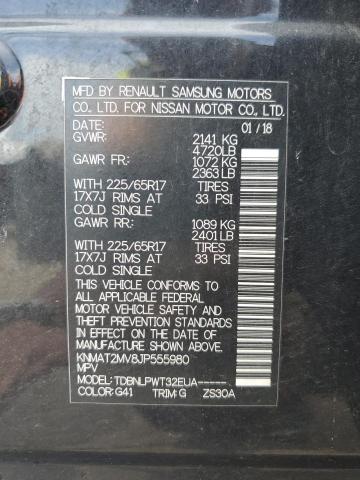 MFD BY RENAULT SAMSUNG MOTORS
CO., LTD. FOR NISSAN MOTOR CO., LTD.
DATE: 01 / 18
GVWR: 2141 KG
4720LB
GAWR FR: 1072 KG
2363 LB
WITH 225/65R17 TIRES
17X7J RIMS AT 33 PSI
COLD SINGLE
GAWR RR: 1089 KG
2401 LB
WITH 225/65R17 TIRES
17X7J RIMS AT 33 PSI
COLD SINGLE
THIS VEHICLE CONFORMS TO
ALL APPLICABLE FEDERAL
MOTOR VEHICLE SAFETY AND
THEFT PREVENTION STANDARDS
IN EFFECT ON THE DATE OF
MANUFACTURE SHOWN ABOVE.
KNMAT2MV8JP555980
MPV
MODEL: TDBNLPWT32EUA-----
COLOR: G41 TRIM: G ZS30A